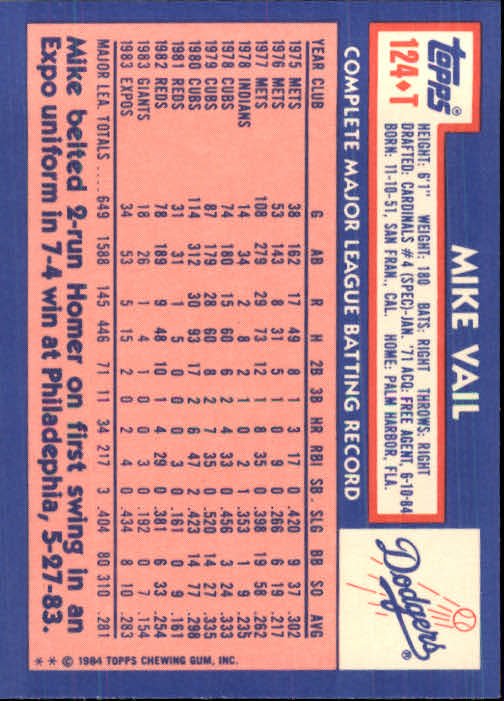 topps®
124♦T
MIKE VAIL
HEIGHT: 6'1" WEIGHT: 180 BATS: RIGHT THROWS: RIGHT
DRAFTED: CARDINALS #4 (SPEC)-JAN. '71 ACQ: FREE AGENT, 6-10-84
BORN: 11-10-51, SAN FRAN., CAL. HOME: PALM HARBOR, FLA.
Dodgers®
COMPLETE MAJOR LEAGUE BATTING RECORD
YEAR CLUB G AB R H 2B 3B HR RBI SB SLG BB SO AVG
1975 METS 38 162 17 49 8 1 3 17 0 .420 9 37 .302
1976 METS 53 143 8 31 5 1 0 9 0 .266 6 19 .217
1977 METS 108 279 29 73 12 1 8 35 0 .398 19 58 .262
1978 INDIANS 14 34 2 8 2 1 0 2 1 .353 1 9 .235
1978 CUBS 74 180 15 60 6 2 4 33 0 .456 3 24 .333
1979 CUBS 87 179 28 60 8 2 7 35 0 .520 14 27 .335
1980 CUBS 114 312 30 93 17 2 6 47 2 .423 14 77 .298
1981 REDS 31 31 1 5 0 0 0 3 0 .161 0 9 .161
1982 REDS 78 189 9 48 10 1 4 29 0 .381 6 33 .254
1983 GIANTS 18 26 1 4 1 0 0 3 0 .192 0 7 .154
1983 EXPOS 34 53 5 15 2 0 2 4 0 .434 8 10 .283
MAJOR LEA. TOTALS .... 649 1588 145 446 71 11 34 217 3 .404 80 310 .281
Mike belted 2-run Homer on first swing in an
Expo uniform in 7-4 win at Philadephia, 5-27-83.
** © 1984 TOPPS CHEWING GUM, INC.